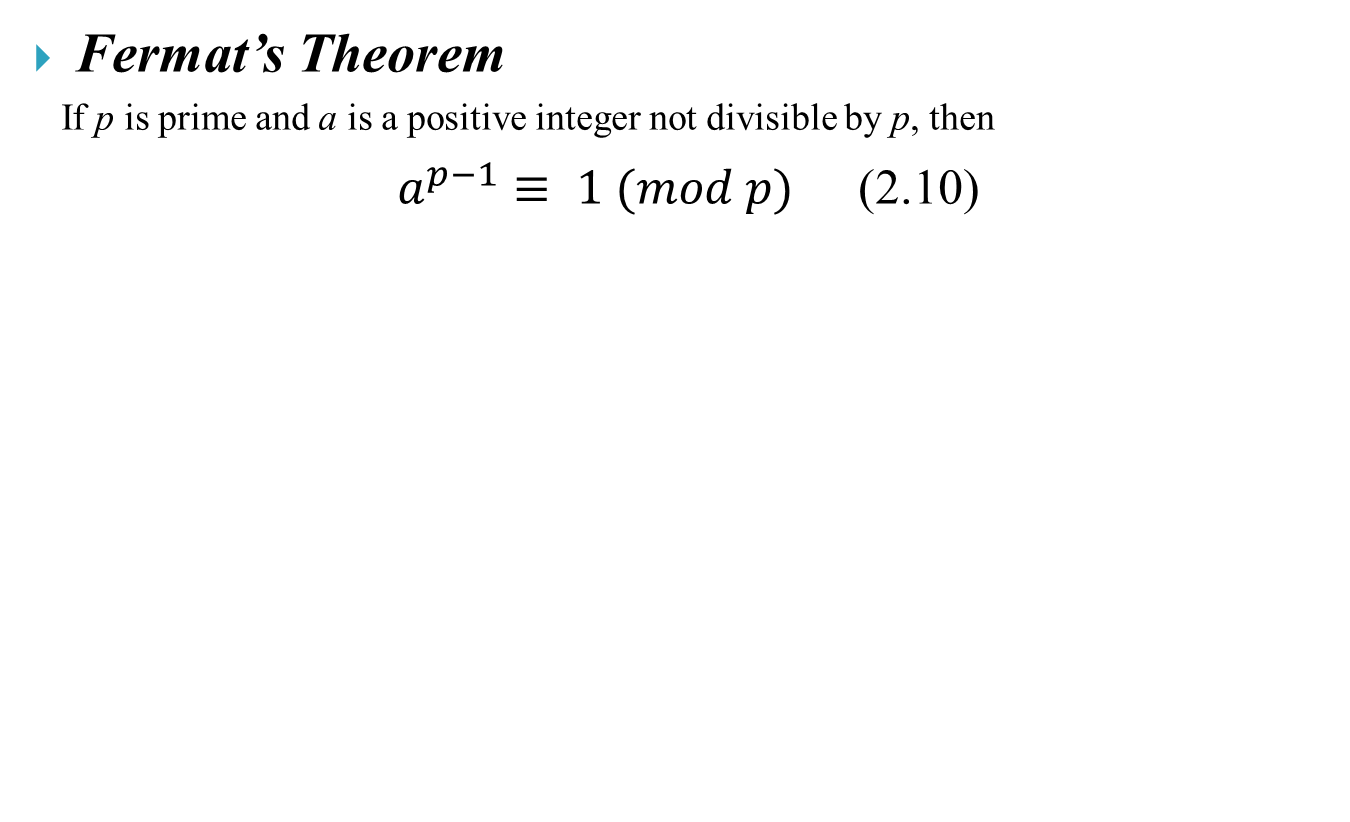 Fermat’s Theorem
If p is prime and a is a positive integer not divisible by p, then
a^{p−1} ≡ 1 (mod p) (2.10)